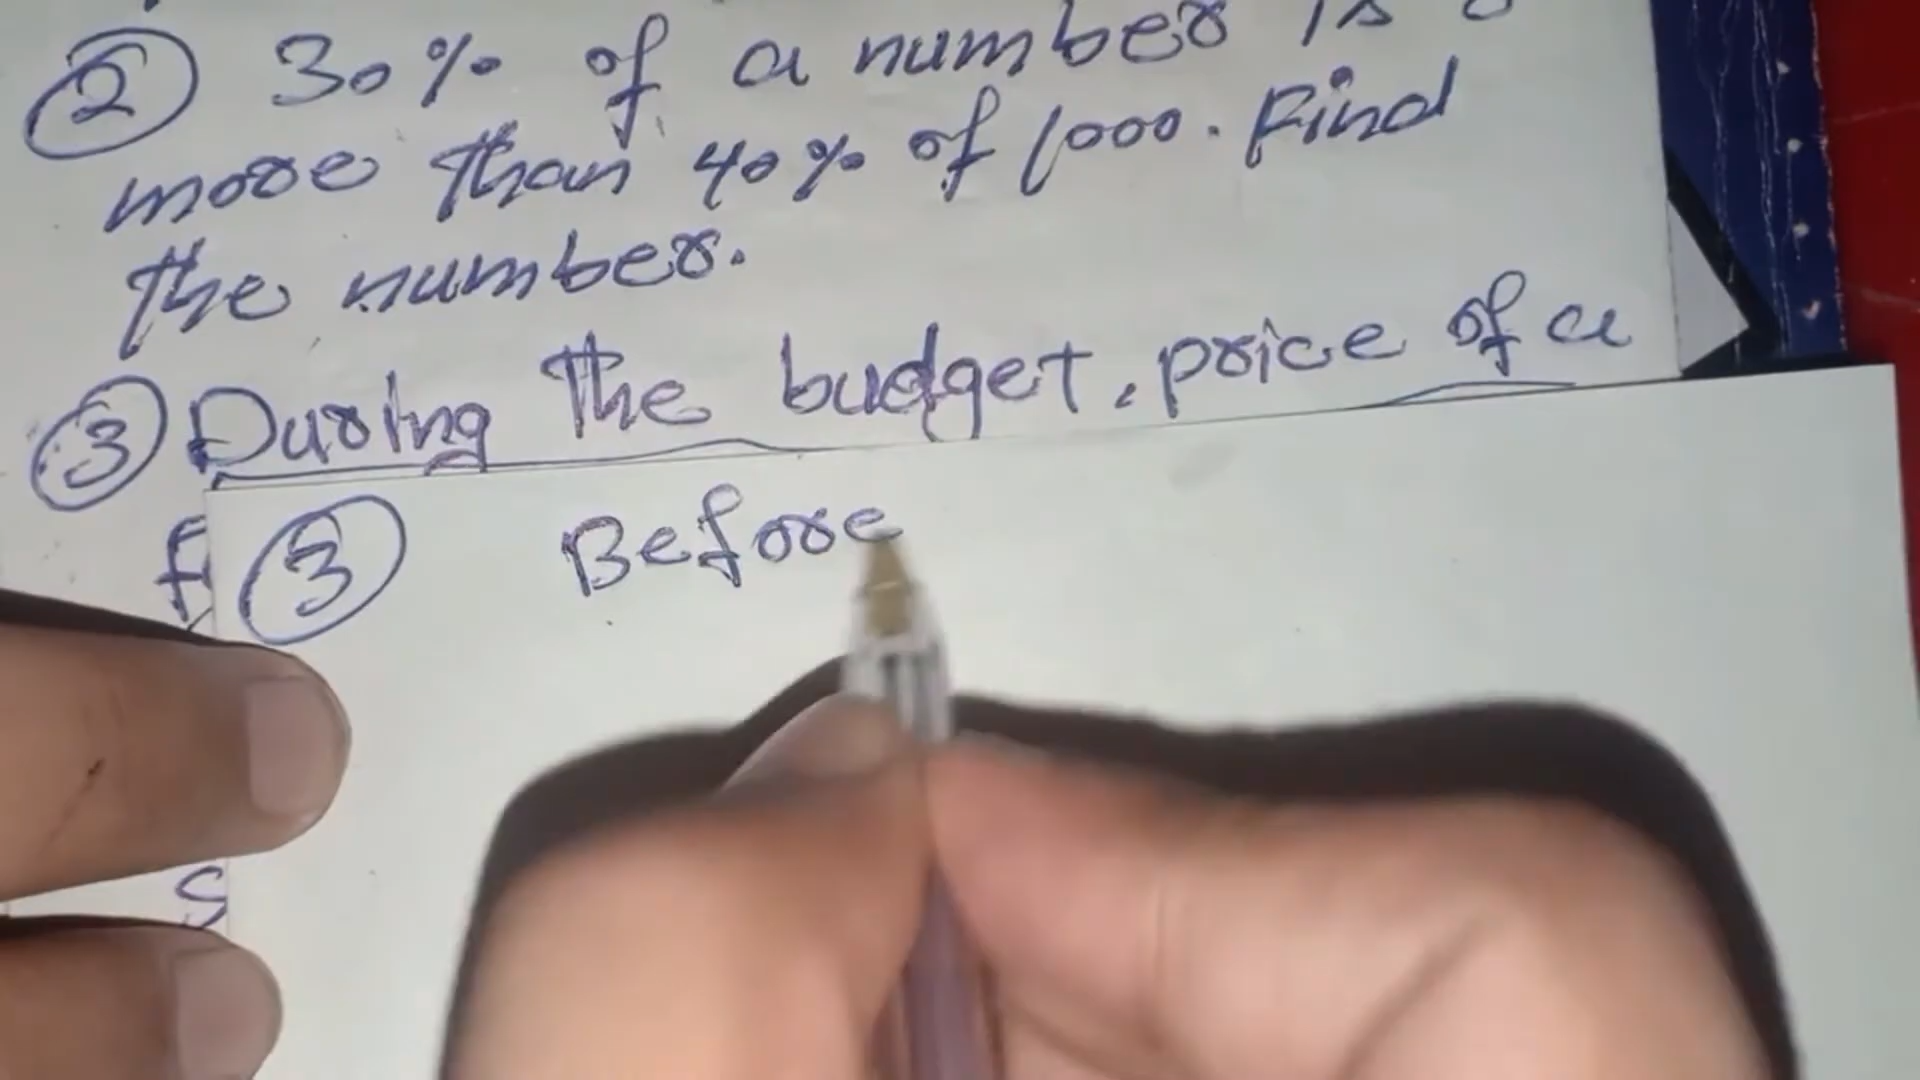 ② 30% of a number is
more than 40% of 1000. Find
the number.
③ During the budget, price of a
③ Before